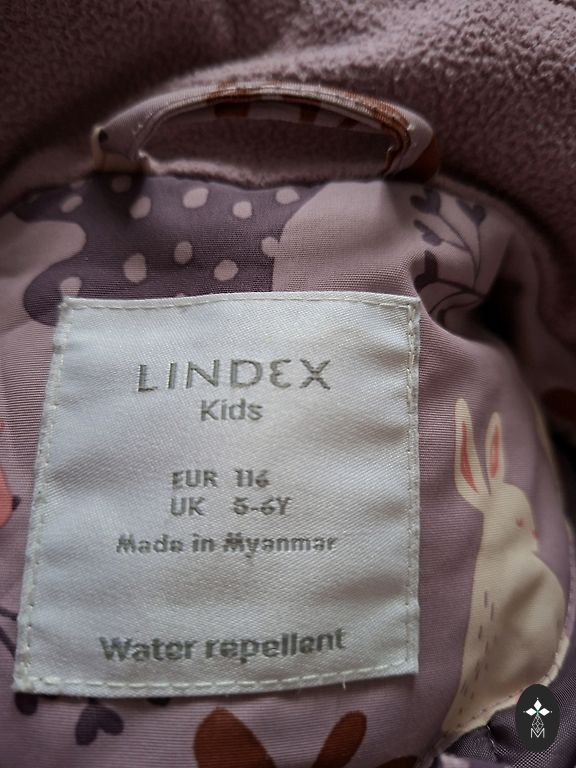 LINDEX
Kids
EUR 116
UK 5-6Y
Made in Myanmar
Water repellent
M